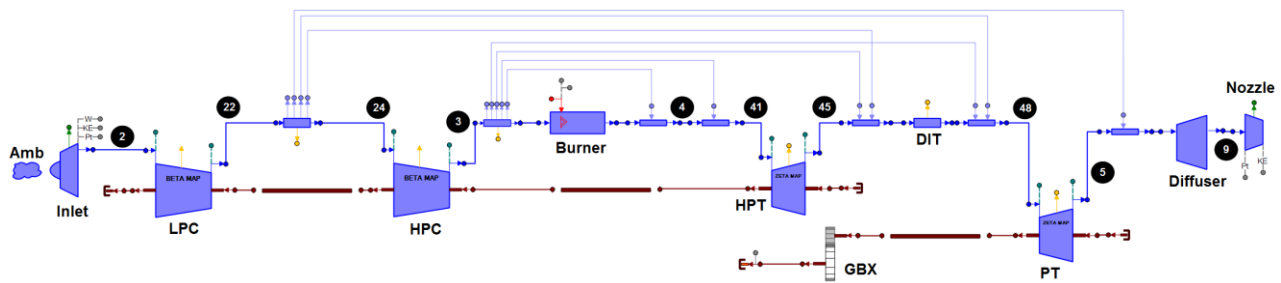 Amb
Inlet
W
KE
Pt
2
BETA MAP
LPC
22
24
BETA MAP
HPC
3
Burner
4
41
ZETA MAP
HPT
45
DIT
48
GBX
ZETA MAP
PT
5
Diffuser
9
Nozzle
Pt
KE